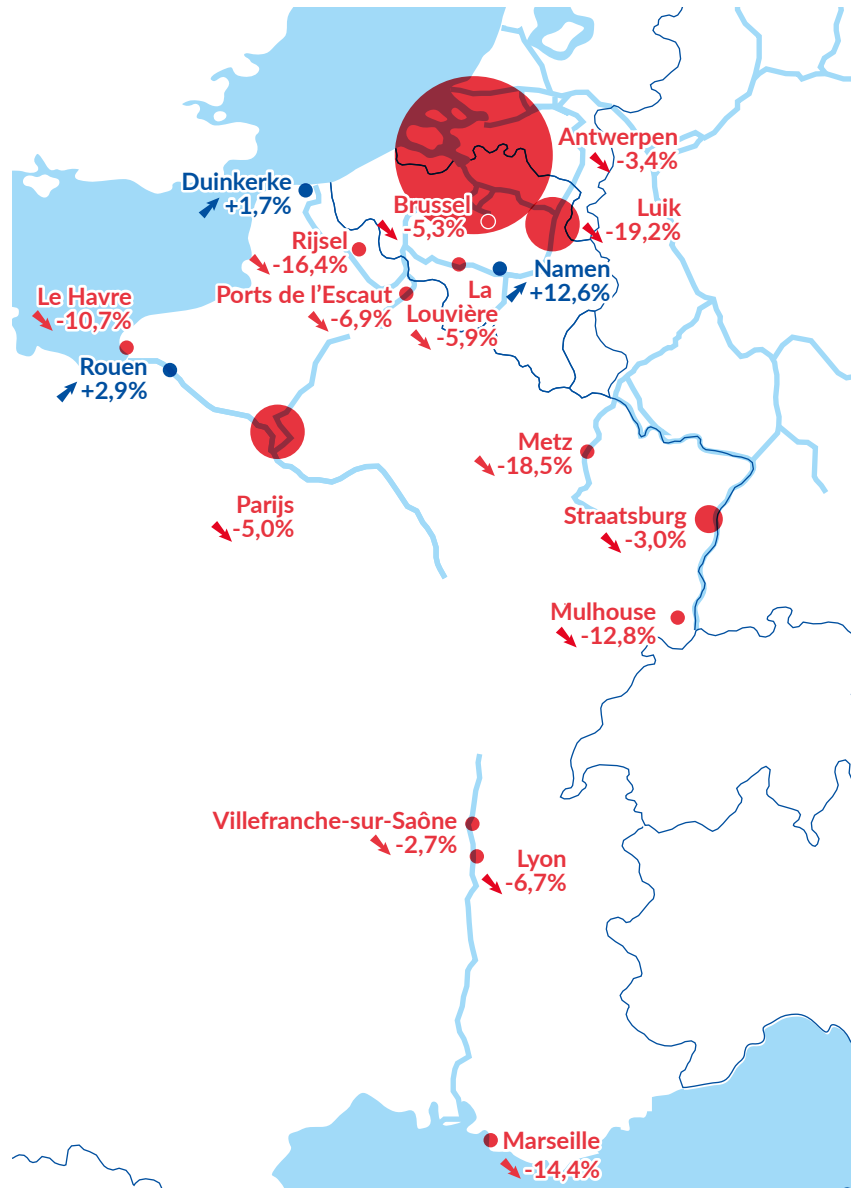 Antwerpen
-3,4%
Duinkerke
+1,7%
Brussel
-5,3%
Luik
-19,2%
Rijsel
-16,4%
Namen
+12,6%
Ports de l’Escaut
-6,9%
La
Louvière
-5,9%
Le Havre
-10,7%
Rouen
+2,9%
Metz
-18,5%
Parijs
-5,0%
Straatsburg
-3,0%
Mulhouse
-12,8%
Villefranche-sur-Saône
-2,7%
Lyon
-6,7%
Marseille
-14,4%